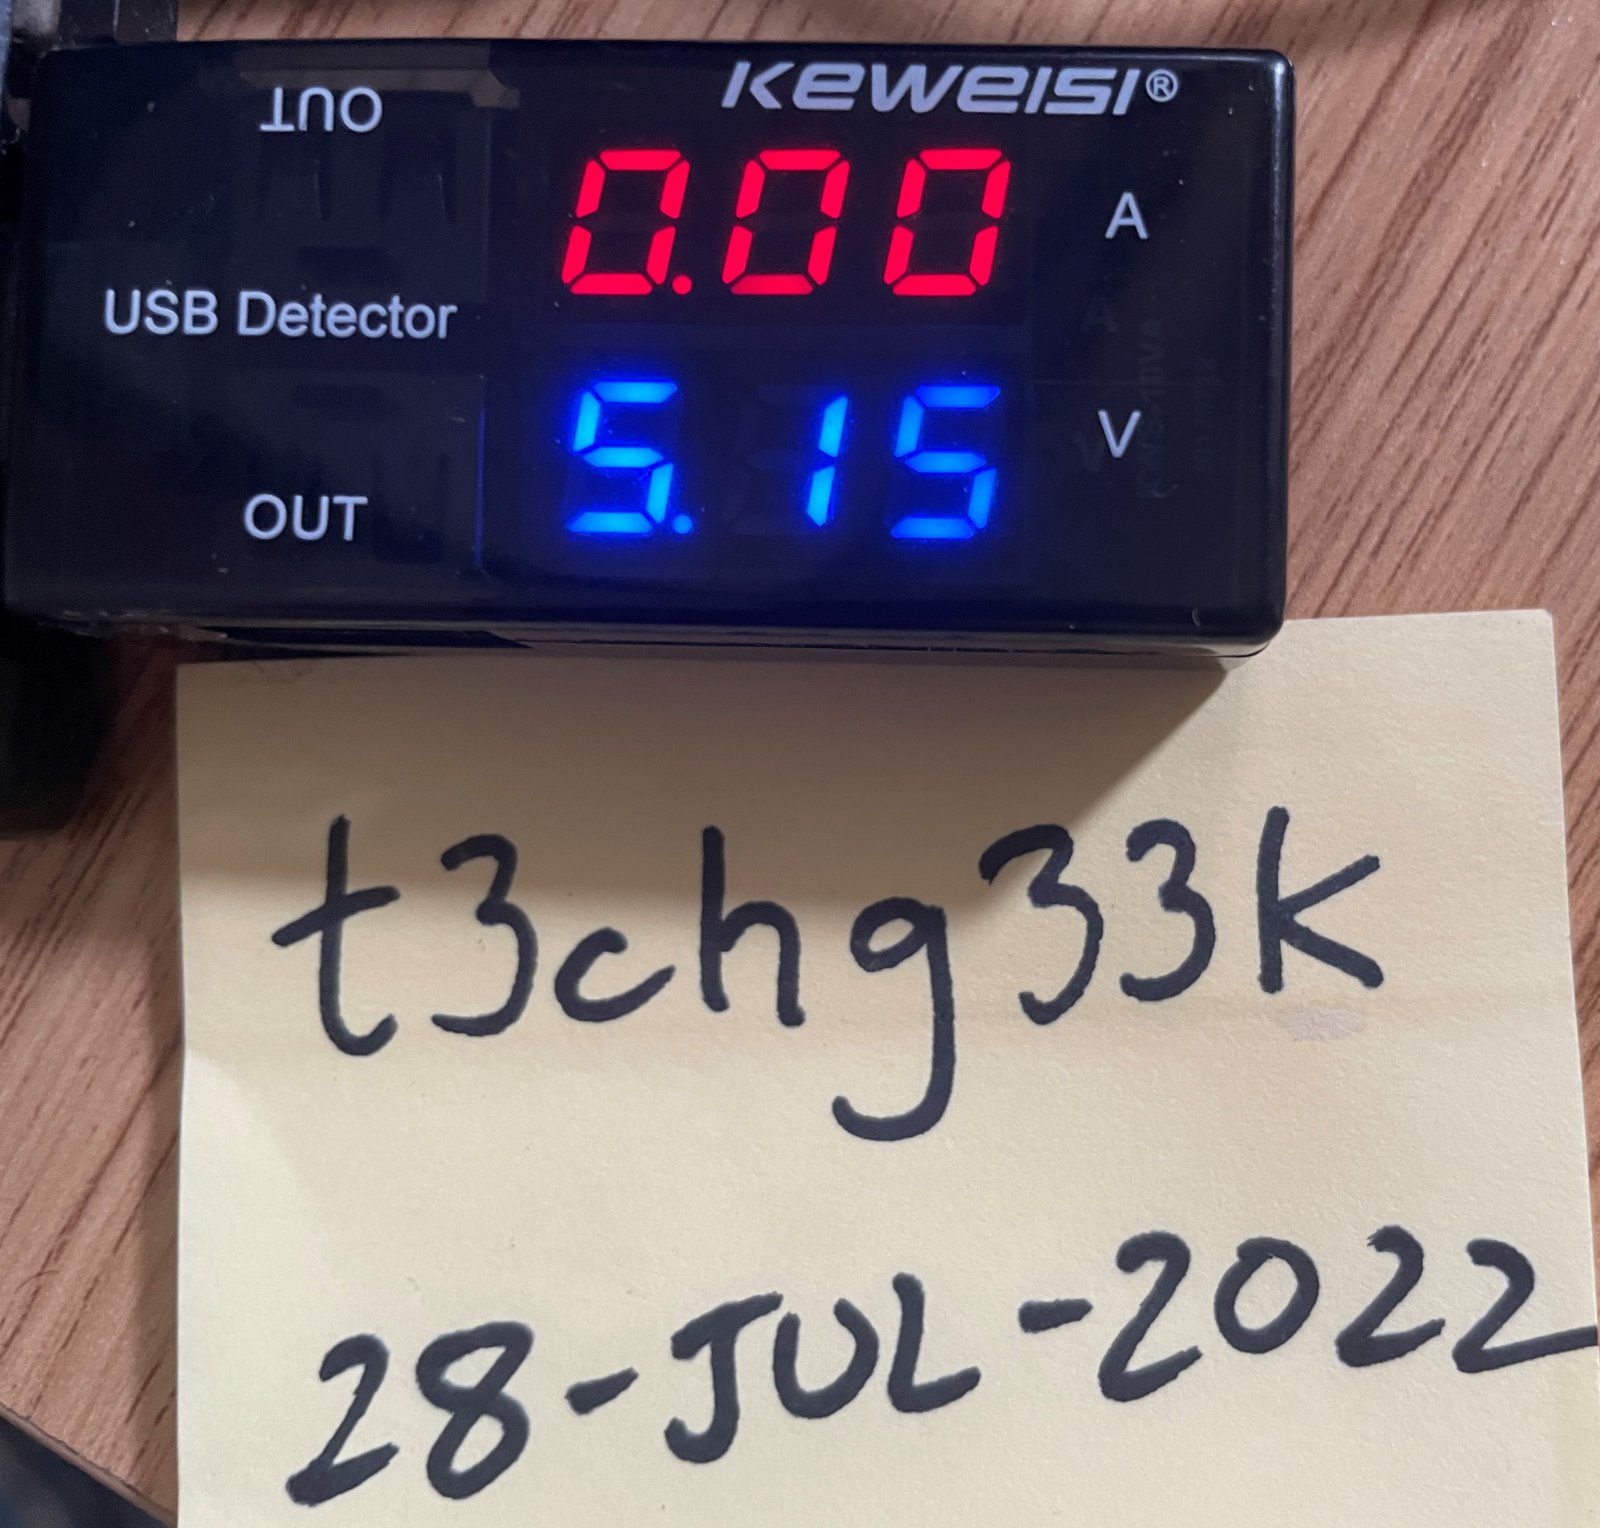 OUT
KEWEISI®
0.00 A
USB Detector
5.15 V
OUT
t3chg33k
28-JUL-2022